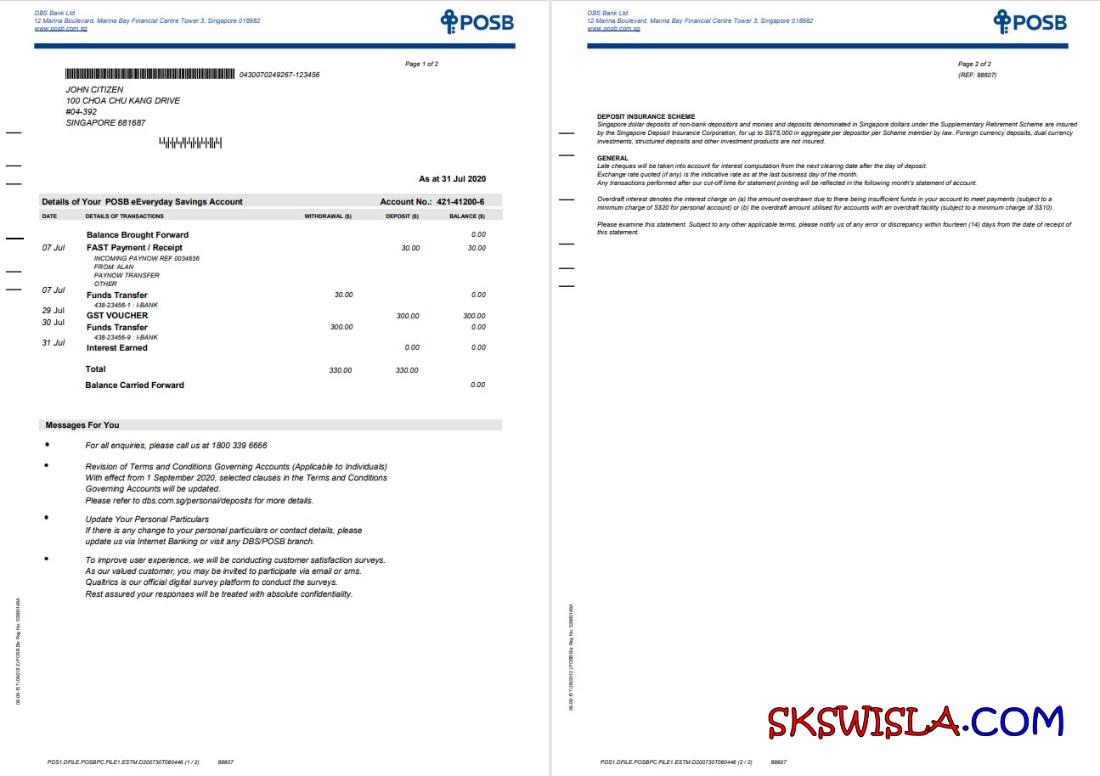 DBS Bank Ltd
12 Marina Boulevard, Marina Bay Financial Centre Tower 3, Singapore 018982
www.posb.com.sg
POSB
Page 1 of 2
0430070249267-123456
JOHN CITIZEN
100 CHOA CHU KANG DRIVE
#04-392
SINGAPORE 681687
As at 31 Jul 2020
Details of Your POSB eEveryday Savings Account Account No.: 421-41200-6
DATE DETAILS OF TRANSACTIONS WITHDRAWAL ($) DEPOSIT ($) BALANCE ($)
Balance Brought Forward 0.00
07 Jul FAST Payment / Receipt 30.00 30.00
INCOMING PAYNOW REF 0034656
FROM: ALAN
PAYNOW TRANSFER
OTHER
07 Jul Funds Transfer 30.00 0.00
438-23456-1 : I-BANK
29 Jul GST VOUCHER 300.00 300.00
30 Jul Funds Transfer 300.00 0.00
438-23456-9 : I-BANK
31 Jul Interest Earned 0.00 0.00
Total 330.00 330.00
Balance Carried Forward 0.00
Messages For You
• For all enquiries, please call us at 1800 339 6666
• Revision of Terms and Conditions Governing Accounts (Applicable to Individuals)
With effect from 1 September 2020, selected clauses in the Terms and Conditions
Governing Accounts will be updated.
Please refer to dbs.com.sg/personal/deposits for more details.
• Update Your Personal Particulars
If there is any change to your personal particulars or contact details, please
update us via Internet Banking or visit any DBS/POSB branch.
• To improve user experience, we will be conducting customer satisfaction surveys.
As our valued customer, you may be invited to participate via email or sms.
Qualtrics is our official digital survey platform to conduct the surveys.
Rest assured your responses will be treated with absolute confidentiality.
PDS1.DFILE.POSBPC.FILE1.ESTM.D200730T060446 (1 / 2) 88607
DBS Bank Ltd
12 Marina Boulevard, Marina Bay Financial Centre Tower 3, Singapore 018982
www.posb.com.sg
POSB
Page 2 of 2
(REF: 88607)
DEPOSIT INSURANCE SCHEME
Singapore dollar deposits of non-bank depositors and monies and deposits denominated in Singapore dollars under the Supplementary Retirement Scheme are insured
by the Singapore Deposit Insurance Corporation, for up to S$75,000 in aggregate per depositor per Scheme member by law. Foreign currency deposits, dual currency
investments, structured deposits and other investment products are not insured.
GENERAL
Late cheques will be taken into account for interest computation from the next clearing date after the day of deposit.
Exchange rate quoted (if any) is the indicative rate as at the last business day of the month.
Any transactions performed after our cut-off time for statement printing will be reflected in the following month's statement of account.
Overdraft interest denotes the interest charge on (a) the amount overdrawn due to there being insufficient funds in your account to meet payments (subject to a
minimum charge of S$20 for personal account) or (b) the overdraft amount utilised for accounts with an overdraft facility (subject to a minimum charge of S$10).
Please examine this statement. Subject to any other applicable terms, please notify us of any error or discrepancy within fourteen (14) days from the date of receipt of
this statement.
SKSWISLA.COM
PDS1.DFILE.POSBPC.FILE1.ESTM.D200730T060446 (2 / 2) 88607